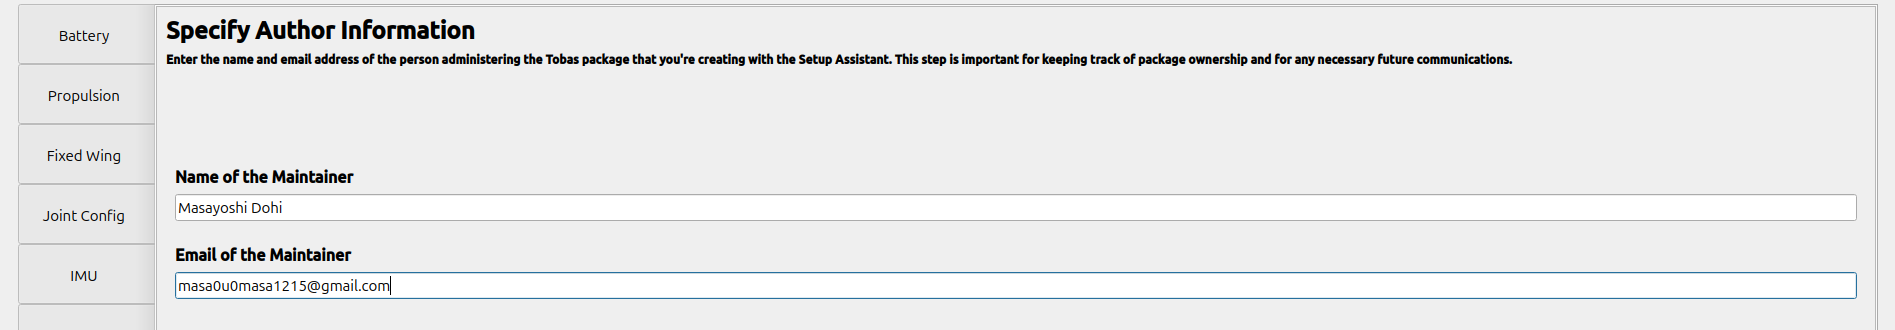 Battery
Propulsion
Fixed Wing
Joint Config
IMU
Specify Author Information
Enter the name and email address of the person administering the Tobas package that you're creating with the Setup Assistant. This step is important for keeping track of package ownership and for any necessary future communications.
Name of the Maintainer
Masayoshi Dohi
Email of the Maintainer
masa0u0masa1215@gmail.com